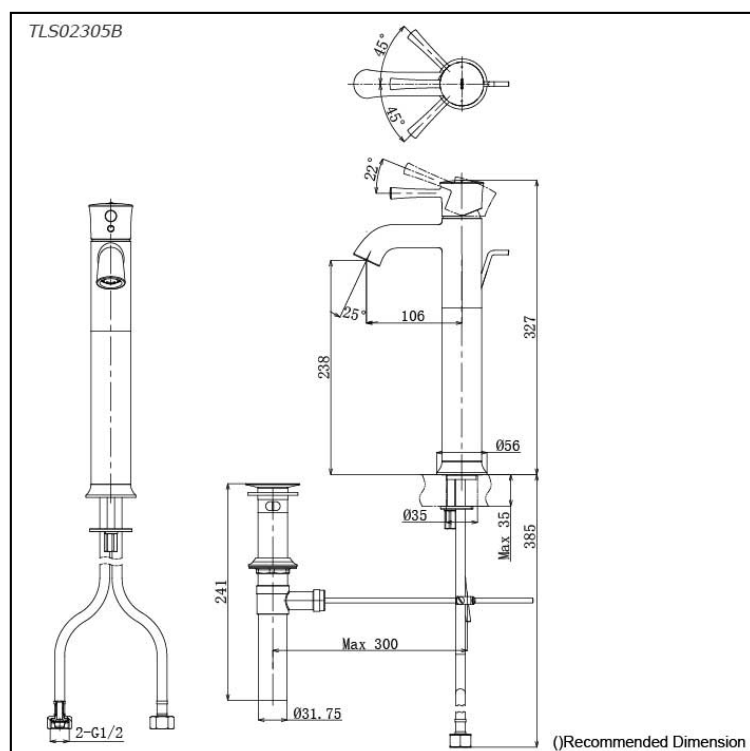 TLS02305B
45°
45°
22°
25°
106
238
327
Ø56
Ø35
Max 35
385
241
Max 300
Ø31.75
2-G1/2
()Recommended Dimension